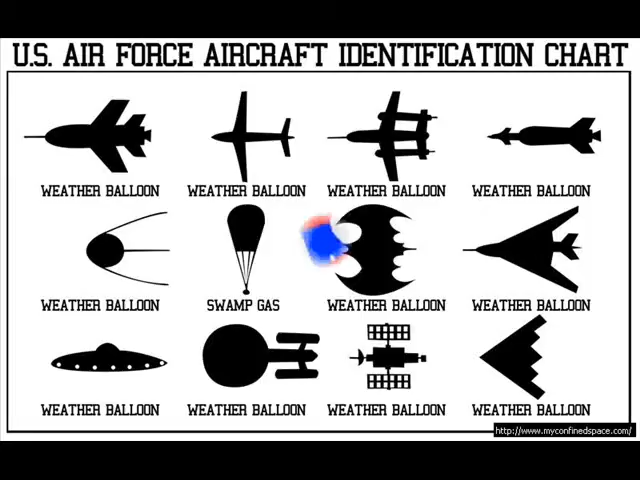 U.S. AIR FORCE AIRCRAFT IDENTIFICATION CHART
WEATHER BALLOON WEATHER BALLOON WEATHER BALLOON WEATHER BALLOON
WEATHER BALLOON SWAMP GAS WEATHER BALLOON WEATHER BALLOON
WEATHER BALLOON WEATHER BALLOON WEATHER BALLOON WEATHER BALLOON
http://www.myconfinedspace.com/